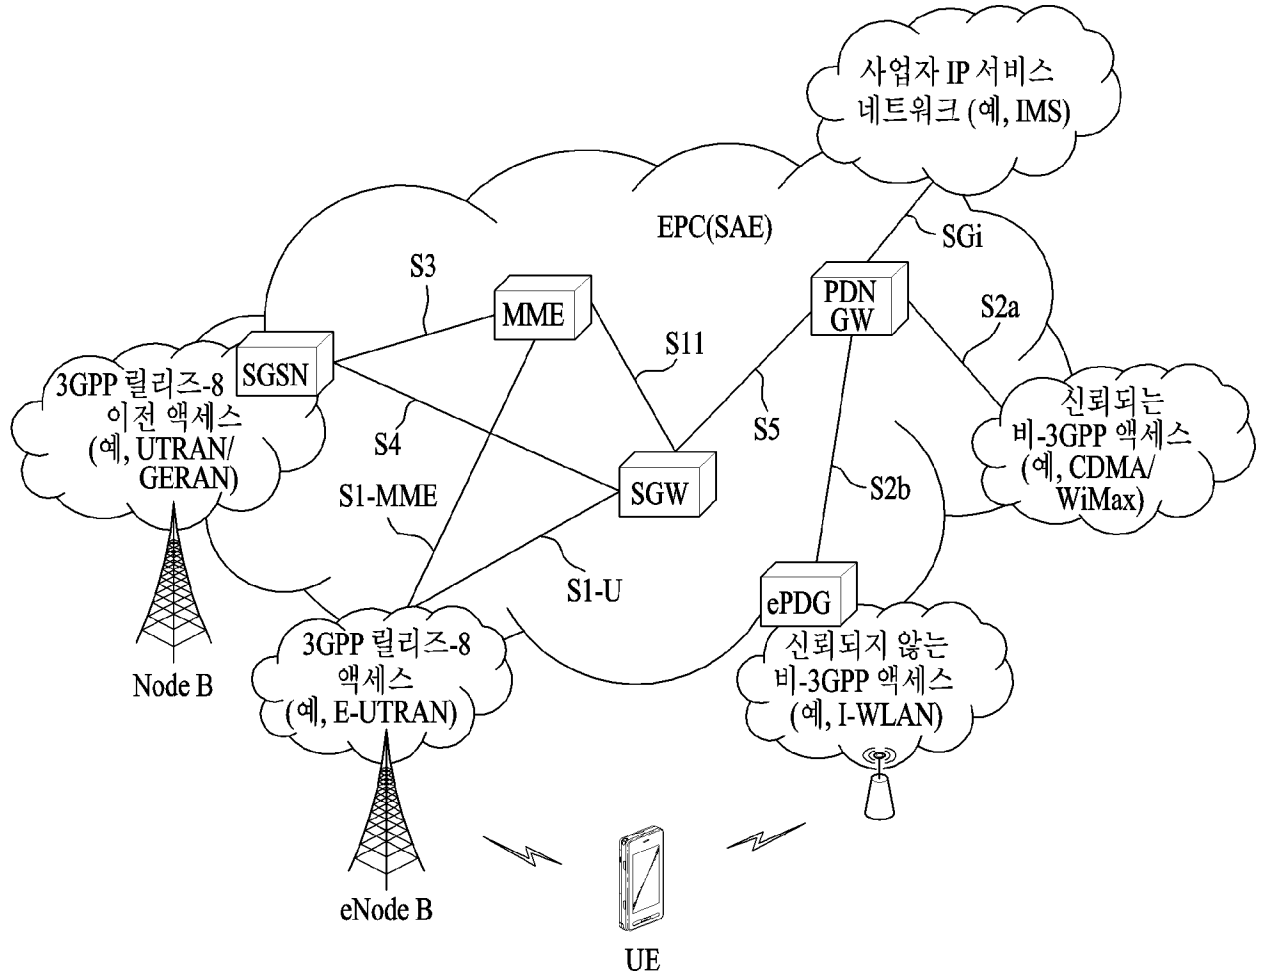 사업자 IP 서비스
네트워크 (예, IMS)
EPC(SAE)
SGi
S3
MME
PDN
GW
S2a
S11
SGSN
3GPP 릴리즈-8
이전 액세스
(예, UTRAN/
GERAN)
S4
S5
신뢰되는
비-3GPP 액세스
(예, CDMA/
WiMax)
S1-MME
SGW
S2b
S1-U
ePDG
3GPP 릴리즈-8
액세스
(예, E-UTRAN)
신뢰되지 않는
비-3GPP 액세스
(예, I-WLAN)
Node B
eNode B
UE